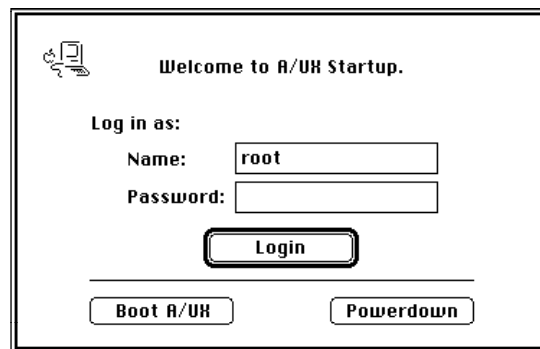 Welcome to A/UX Startup.
Log in as:
Name: root
Password:
Login
Boot A/UX Powerdown